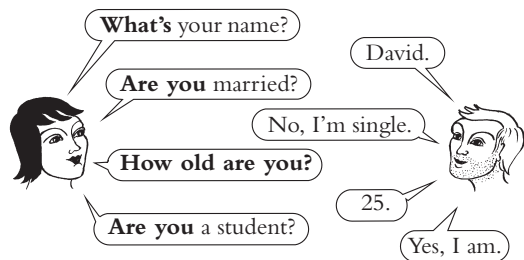 What's your name?
David.
Are you married?
No, I'm single.
How old are you?
25.
Are you a student?
Yes, I am.